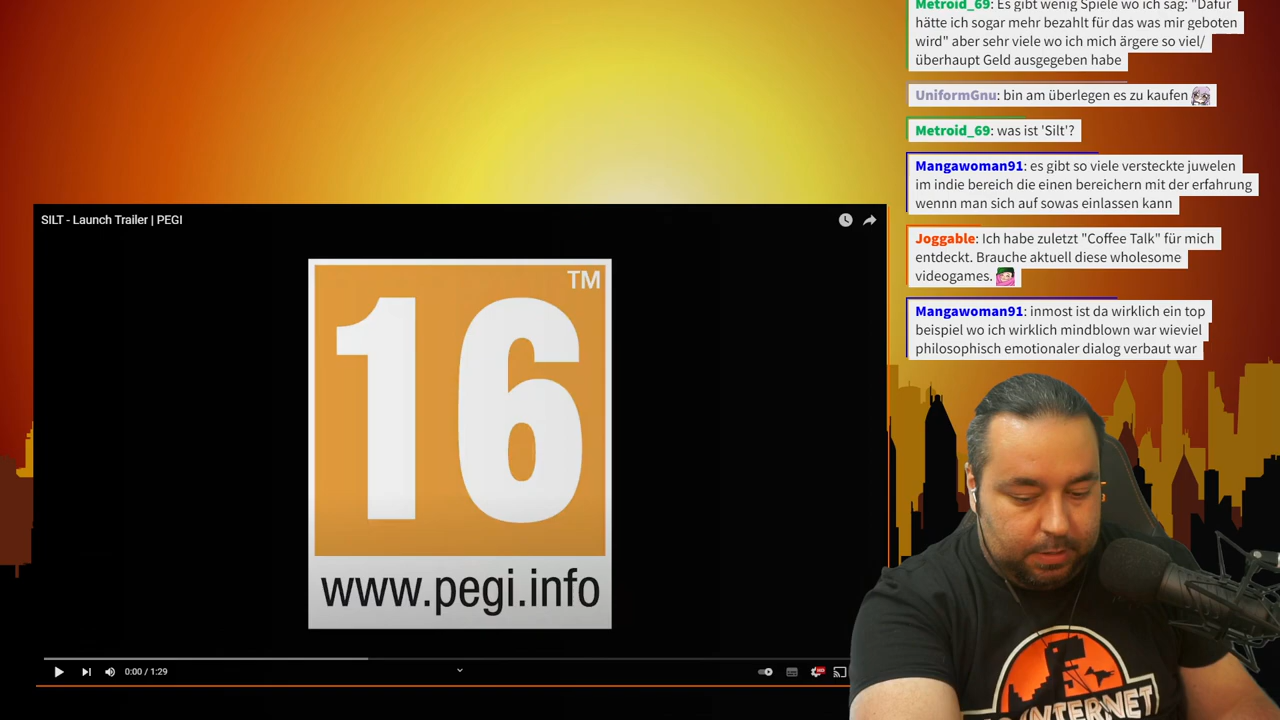 Metroid_69: Es gibt wenig Spiele wo ich sag: "Dafür
hätte ich sogar mehr bezahlt für das was mir geboten
wird" aber sehr viele wo ich mich ärgere so viel/
überhaupt Geld ausgegeben habe
UniformGnu: bin am überlegen es zu kaufen
Metroid_69: was ist 'Silt'?
Mangawoman91: es gibt so viele versteckte juwelen
im indie bereich die einen bereichern mit der erfahrung
wennn man sich auf sowas einlassen kann
Joggable: Ich habe zuletzt "Coffee Talk" für mich
entdeckt. Brauche aktuell diese wholesome
videogames.
Mangawoman91: inmost ist da wirklich ein top
beispiel wo ich wirklich mindblown war wieviel
philosophisch emotionaler dialog verbaut war
SILT - Launch Trailer | PEGI
TM
16
www.pegi.info
0:00 / 1:29
INTERNET